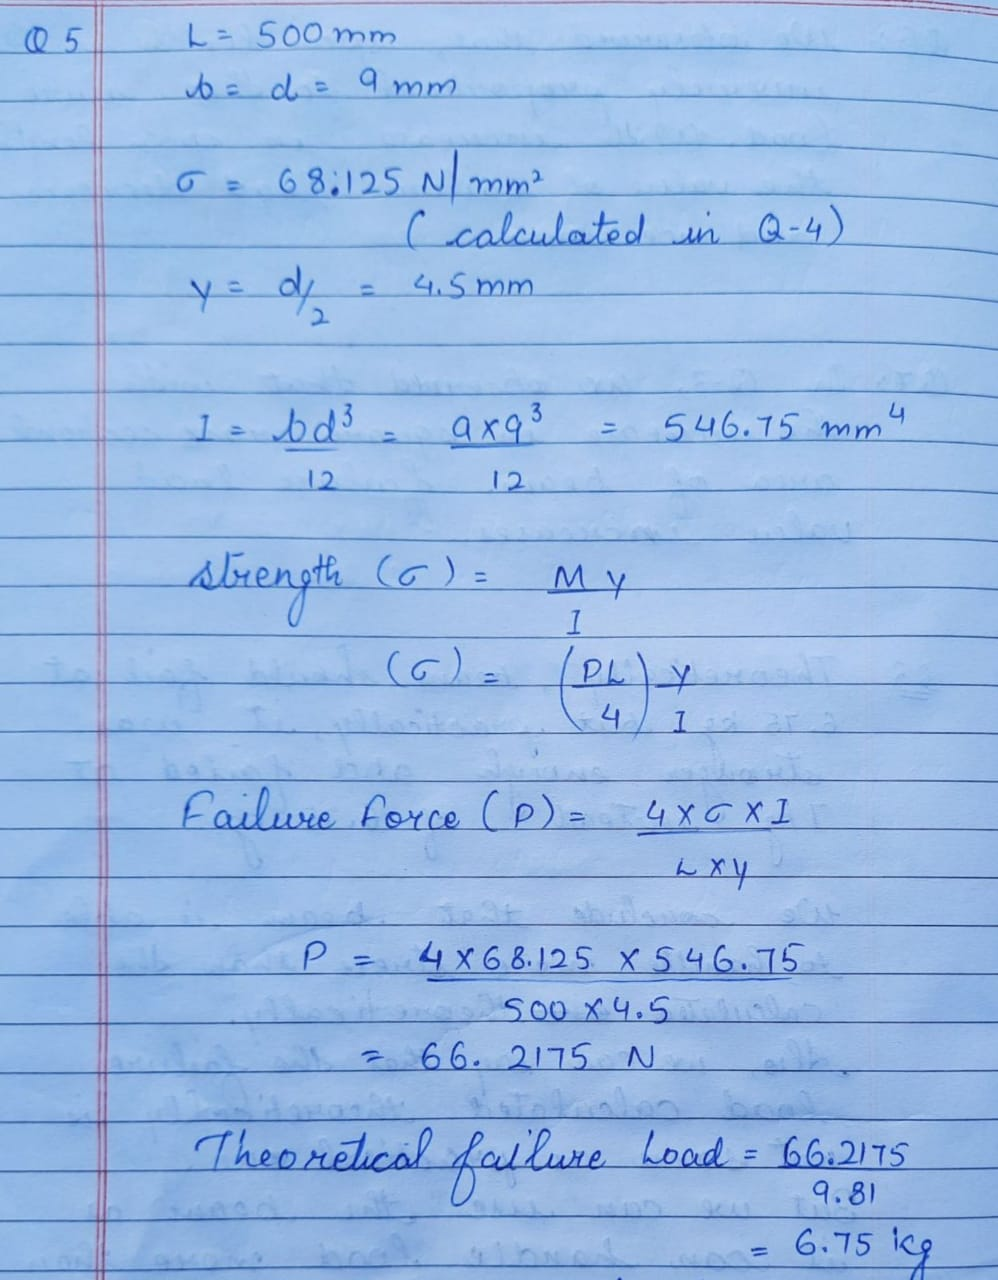 Q 5 L = 500 mm
b = d = 9 mm
σ = 68.125 N/mm²
( calculated in Q-4)
y = d/2 = 4.5 mm
I = bd³/12 = 9x9³/12 = 546.75 mm⁴
strength (σ) = My/I
(σ) = (PL/4) y/I
Failure force (P) = 4 x σ x I / L x y
P = 4 x 68.125 x 546.75 / 500 x 4.5
= 66.2175 N
Theoretical failure load = 66.2175 / 9.81
= 6.75 kg